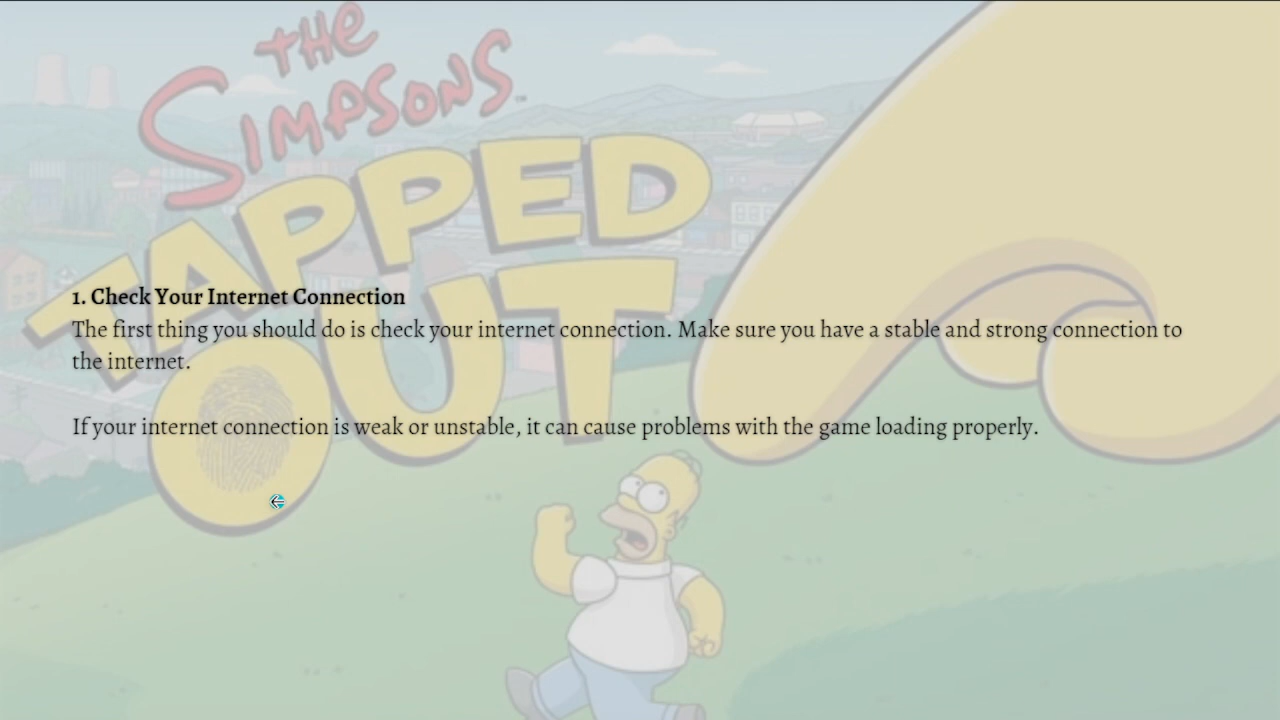 THE
SIMPSONS™
TAPPED
OUT
1. Check Your Internet Connection
The first thing you should do is check your internet connection. Make sure you have a stable and strong connection to
the internet.
If your internet connection is weak or unstable, it can cause problems with the game loading properly.